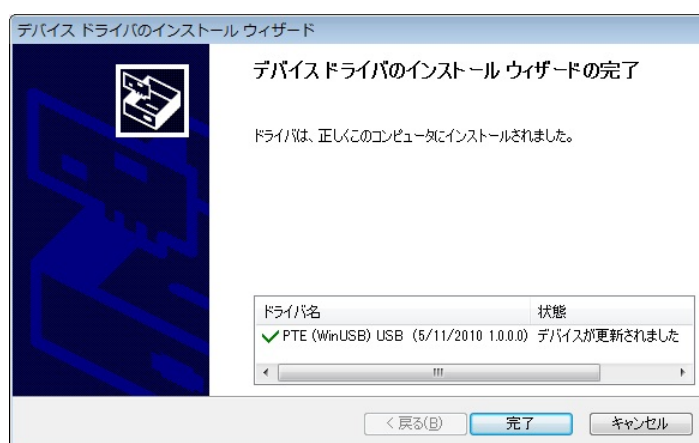 デバイス ドライバのインストール ウィザード
デバイス ドライバのインストール ウィザードの完了
ドライバは、正しくこのコンピュータにインストールされました。
ドライバ名 状態
PTE (WinUSB) USB (5/11/2010 1.0.0.0) デバイスが更新されました
< 戻る(B) 完了 キャンセル